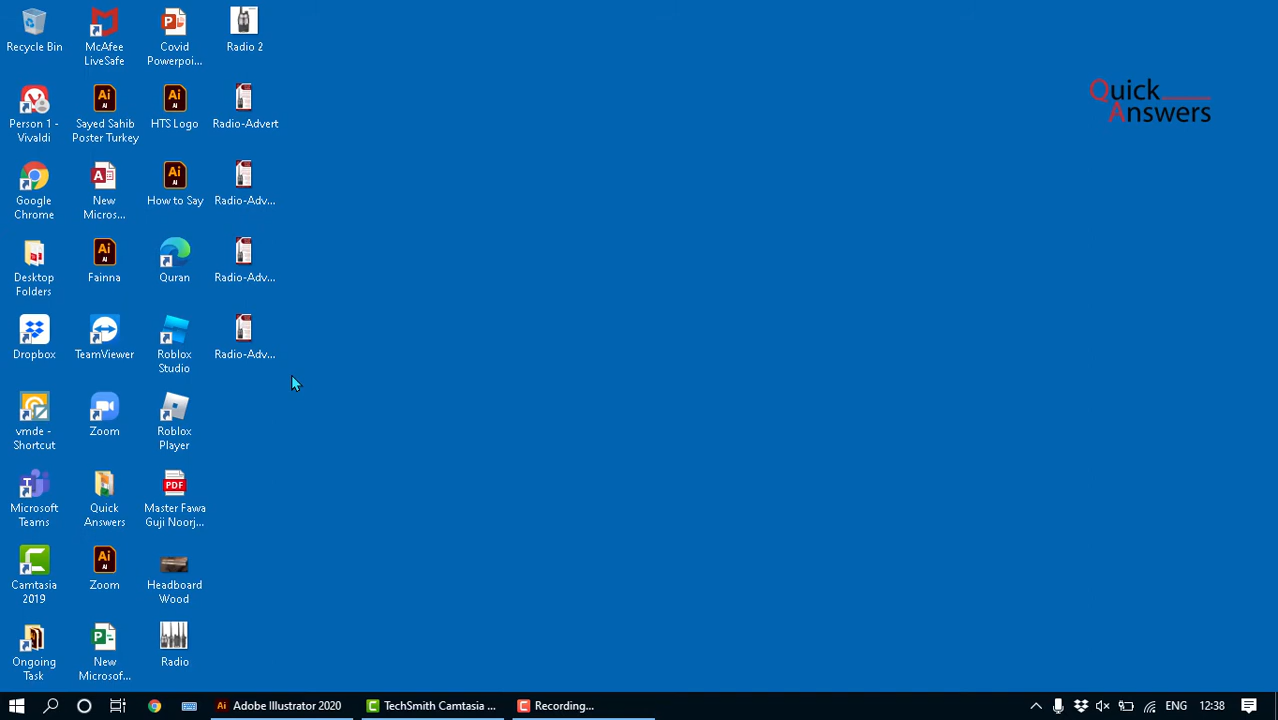 Recycle Bin
McAfee
LiveSafe
Covid
Powerpoi...
Radio 2
Person 1 -
Vivaldi
Sayed Sahib
Poster Turkey
HTS Logo
Radio-Advert
Google
Chrome
New
Micros...
How to Say
Radio-Adv...
Desktop
Folders
Fainna
Quran
Radio-Adv...
Dropbox
TeamViewer
Roblox
Studio
Radio-Adv...
vmde -
Shortcut
Zoom
Roblox
Player
Microsoft
Teams
Quick
Answers
PDF
Master Fawa
Guji Noorj...
Camtasia
2019
Zoom
Headboard
Wood
Ongoing
Task
New
Microsof...
Radio
Quick
Answers
Adobe Illustrator 2020
TechSmith Camtasia ...
Recording...
ENG
12:38